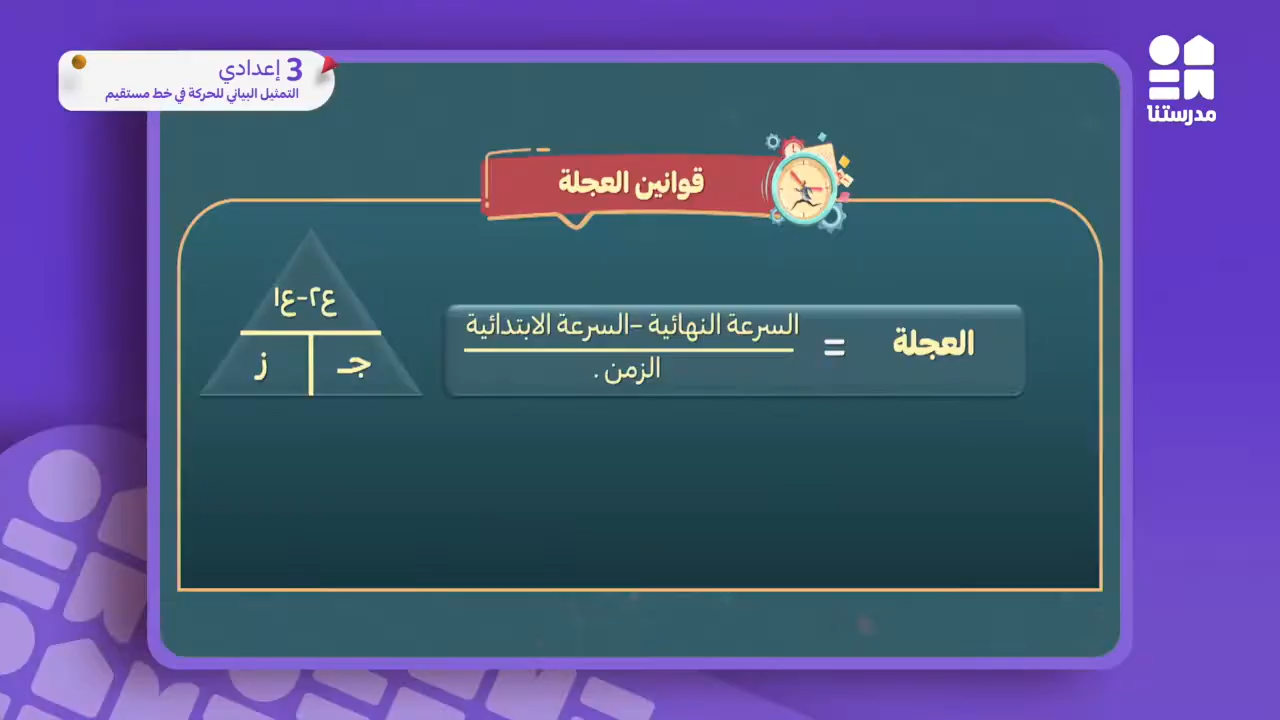 3 إعدادي
التمثيل البياني للحركة في خط مستقيم
مدرستنا
قوانين العجلة
العجلة = السرعة النهائية - السرعة الابتدائية
الزمن .
ع٢-ع١
جـ ز